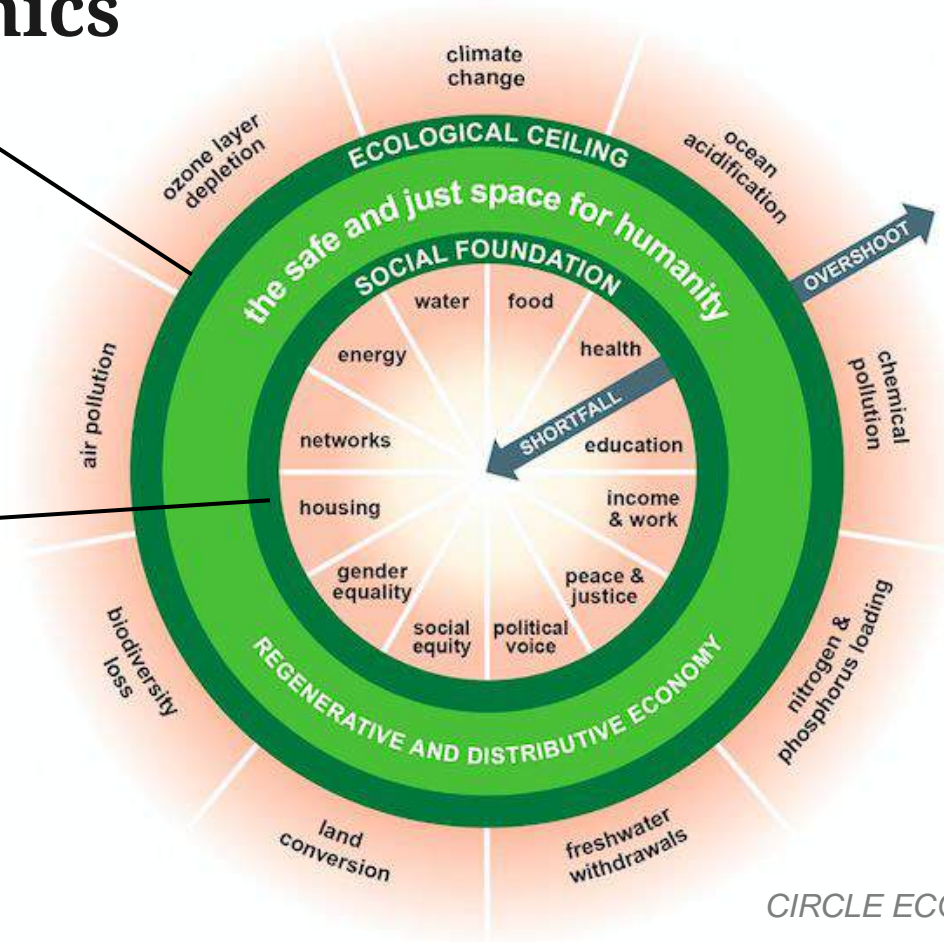 nics
climate
change
ozone layer
depletion
ocean
acidification
ECOLOGICAL CEILING
the safe and just space for humanity
OVERSHOOT
SOCIAL FOUNDATION
water
food
energy
health
air pollution
chemical
pollution
SHORTFALL
networks
education
housing
income
& work
gender
equality
peace &
justice
social
equity
political
voice
biodiversity
loss
nitrogen &
phosphorus loading
REGENERATIVE AND DISTRIBUTIVE ECONOMY
land
conversion
freshwater
withdrawals
CIRCLE ECO